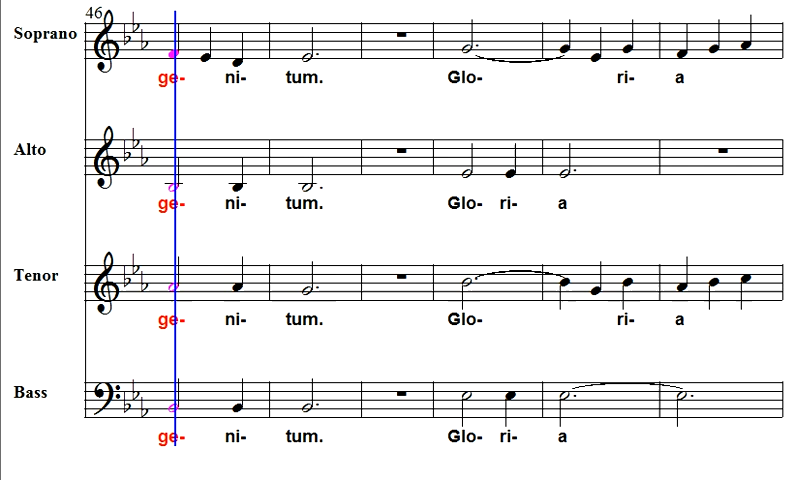 46
Soprano
ge- ni- tum. Glo- ri- a
Alto
ge- ni- tum. Glo- ri- a
Tenor
ge- ni- tum. Glo- ri- a
Bass
ge- ni- tum. Glo- ri- a